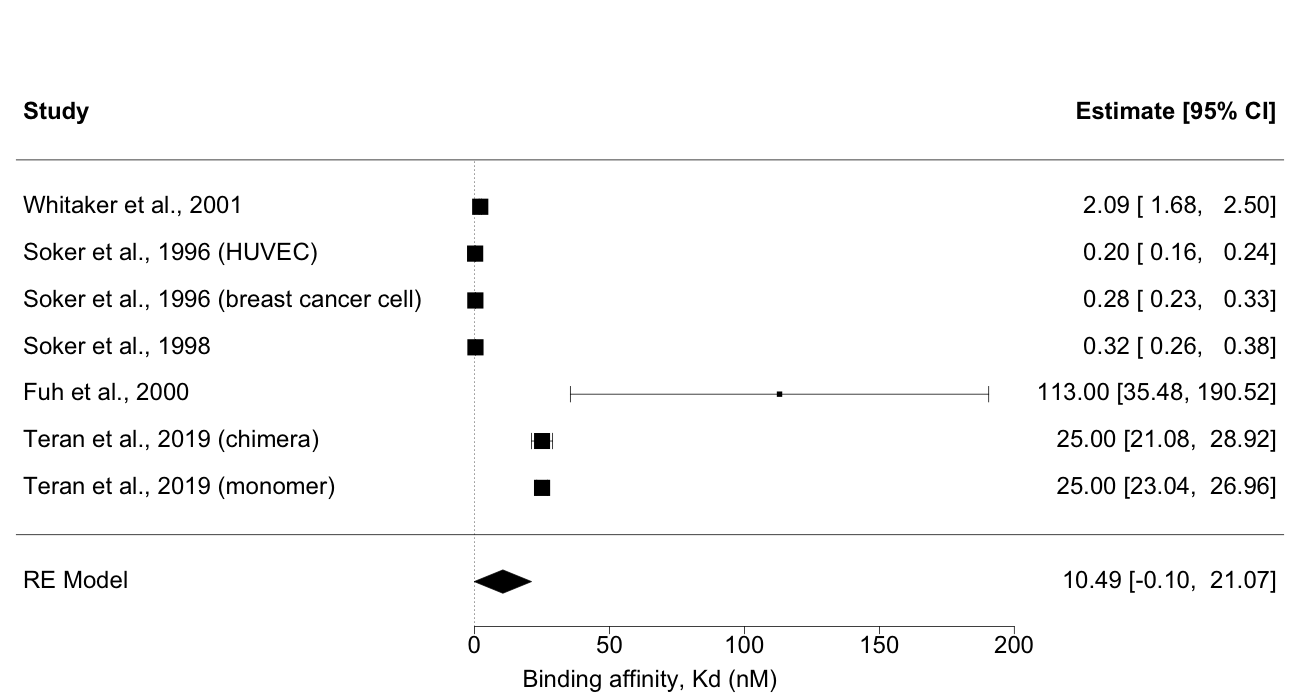 Study Estimate [95% CI]
Whitaker et al., 2001 2.09 [ 1.68, 2.50]
Soker et al., 1996 (HUVEC) 0.20 [ 0.16, 0.24]
Soker et al., 1996 (breast cancer cell) 0.28 [ 0.23, 0.33]
Soker et al., 1998 0.32 [ 0.26, 0.38]
Fuh et al., 2000 113.00 [35.48, 190.52]
Teran et al., 2019 (chimera) 25.00 [21.08, 28.92]
Teran et al., 2019 (monomer) 25.00 [23.04, 26.96]
RE Model 10.49 [-0.10, 21.07]
0 50 100 150 200
Binding affinity, Kd (nM)